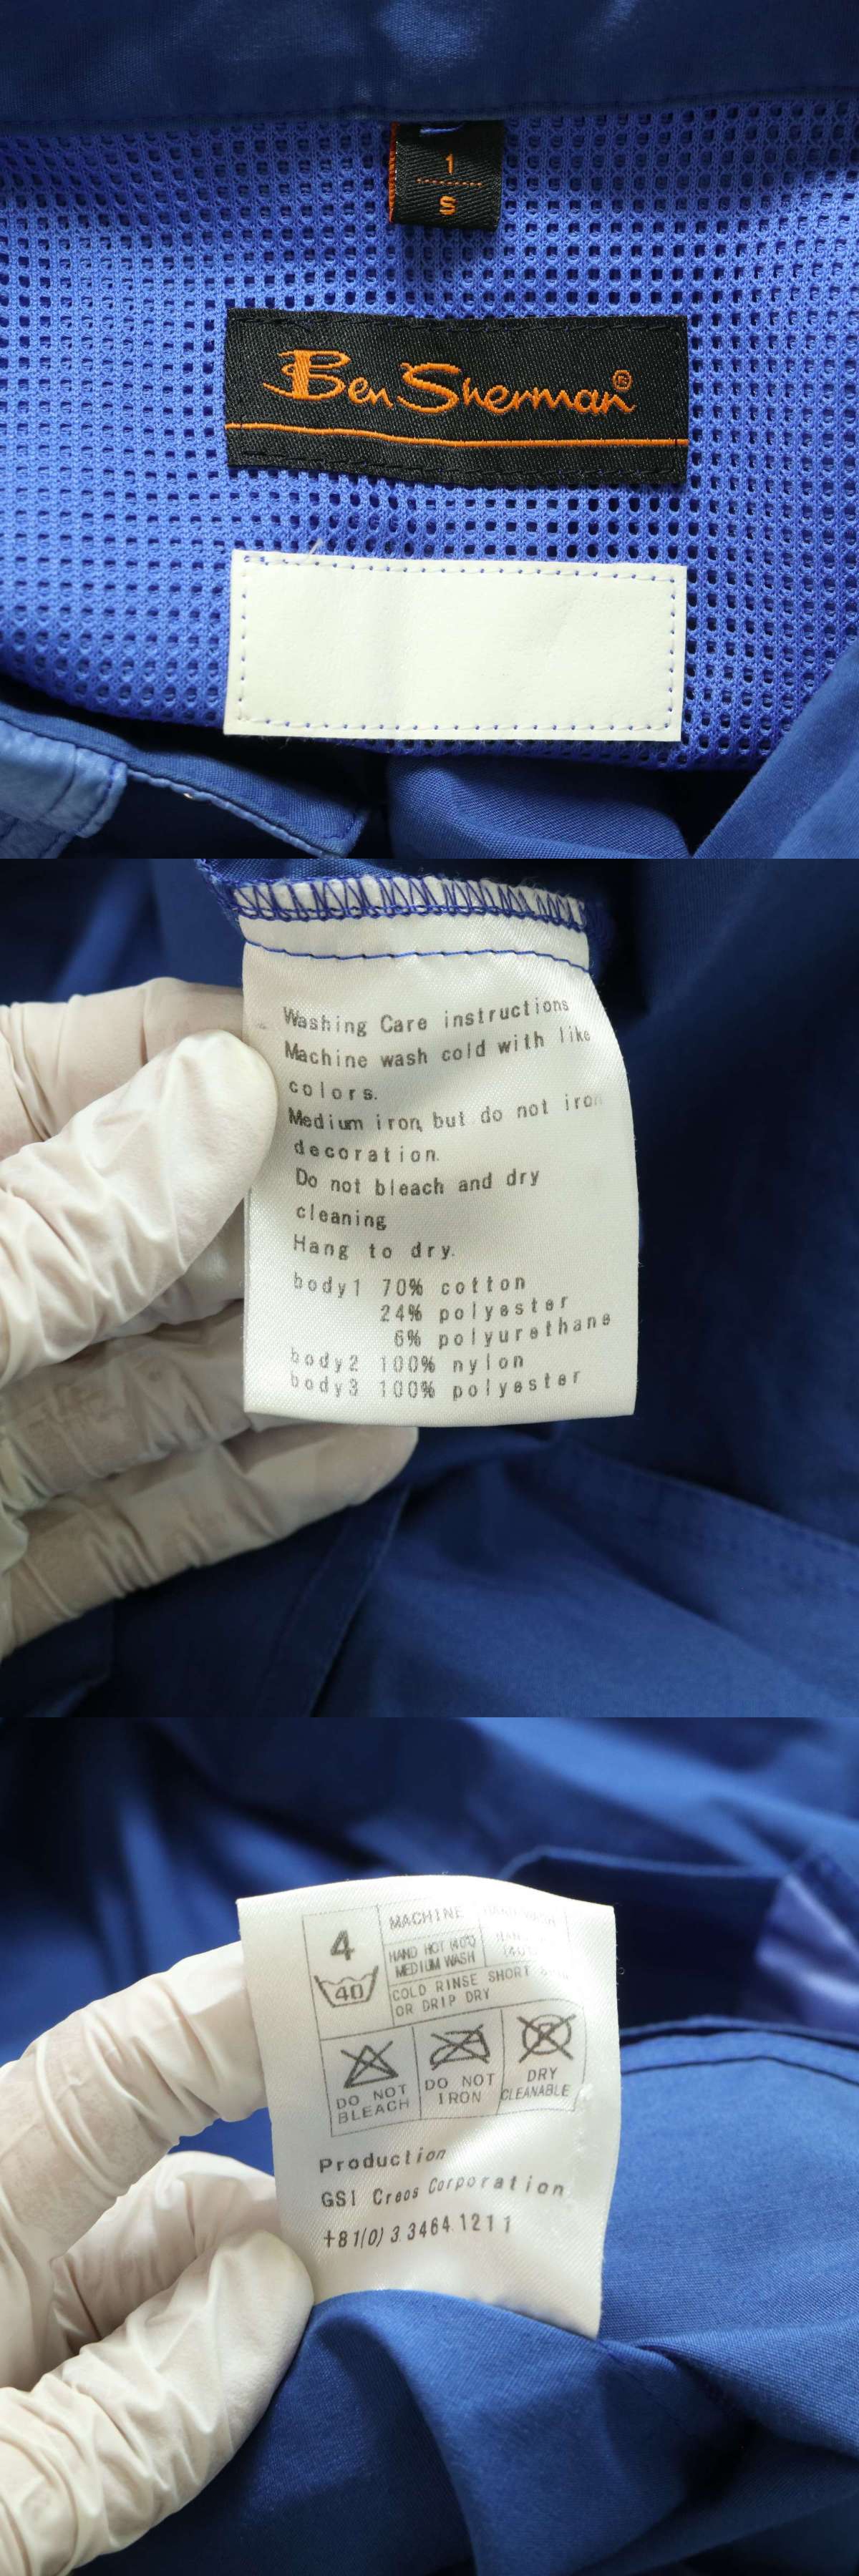 1
S
Ben Sherman®
Washing Care instructions
Machine wash cold with like
colors.
Medium iron, but do not iron
decoration.
Do not bleach and dry
cleaning
Hang to dry.
body1 70% cotton
24% polyester
6% polyurethane
body2 100% nylon
body3 100% polyester
4
40
MACHINE
HAND HOT (40°C)
MEDIUM WASH
COLD RINSE SHORT
OR DRIP DRY
DO NOT
BLEACH
DO NOT
IRON
DRY
CLEANABLE
Production
GSI Creos Corporation
+81(0) 3 3464 1211